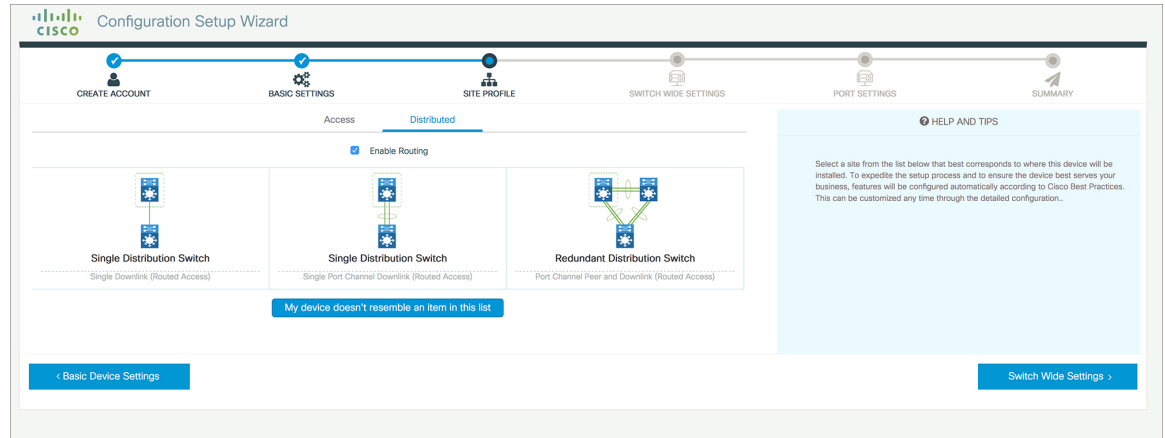 CISCO
Configuration Setup Wizard
CREATE ACCOUNT
BASIC SETTINGS
SITE PROFILE
SWITCH WIDE SETTINGS
PORT SETTINGS
SUMMARY
Access
Distributed
Enable Routing
Single Distribution Switch
Single Downlink (Routed Access)
Single Distribution Switch
Single Port Channel Downlink (Routed Access)
Redundant Distribution Switch
Port Channel Peer and Downlink (Routed Access)
My device doesn't resemble an item in this list
HELP AND TIPS
Select a site from the list below that best corresponds to where this device will be
installed. To expedite the setup process and to ensure the device best serves your
business, features will be configured automatically according to Cisco Best Practices.
This can be customized any time through the detailed configuration..
< Basic Device Settings
Switch Wide Settings >